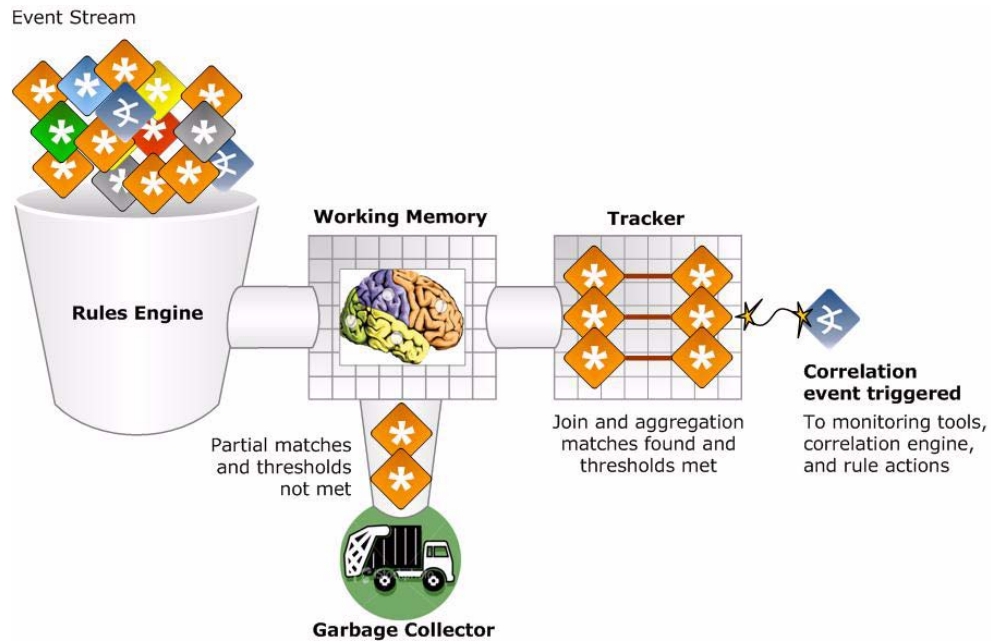 Event Stream
Rules Engine
Working Memory
Tracker
Partial matches
and thresholds
not met
Join and aggregation
matches found and
thresholds met
Correlation
event triggered
To monitoring tools,
correlation engine,
and rule actions
Garbage Collector